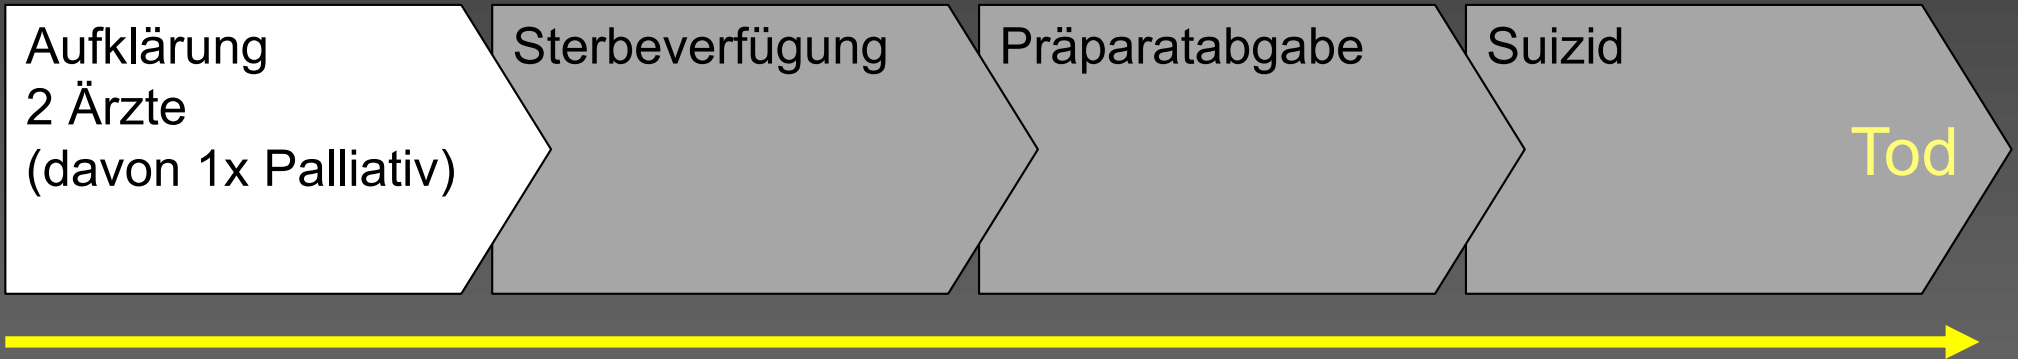 Aufklärung
2 Ärzte
(davon 1x Palliativ)
Sterbeverfügung
Präparatabgabe
Suizid
Tod